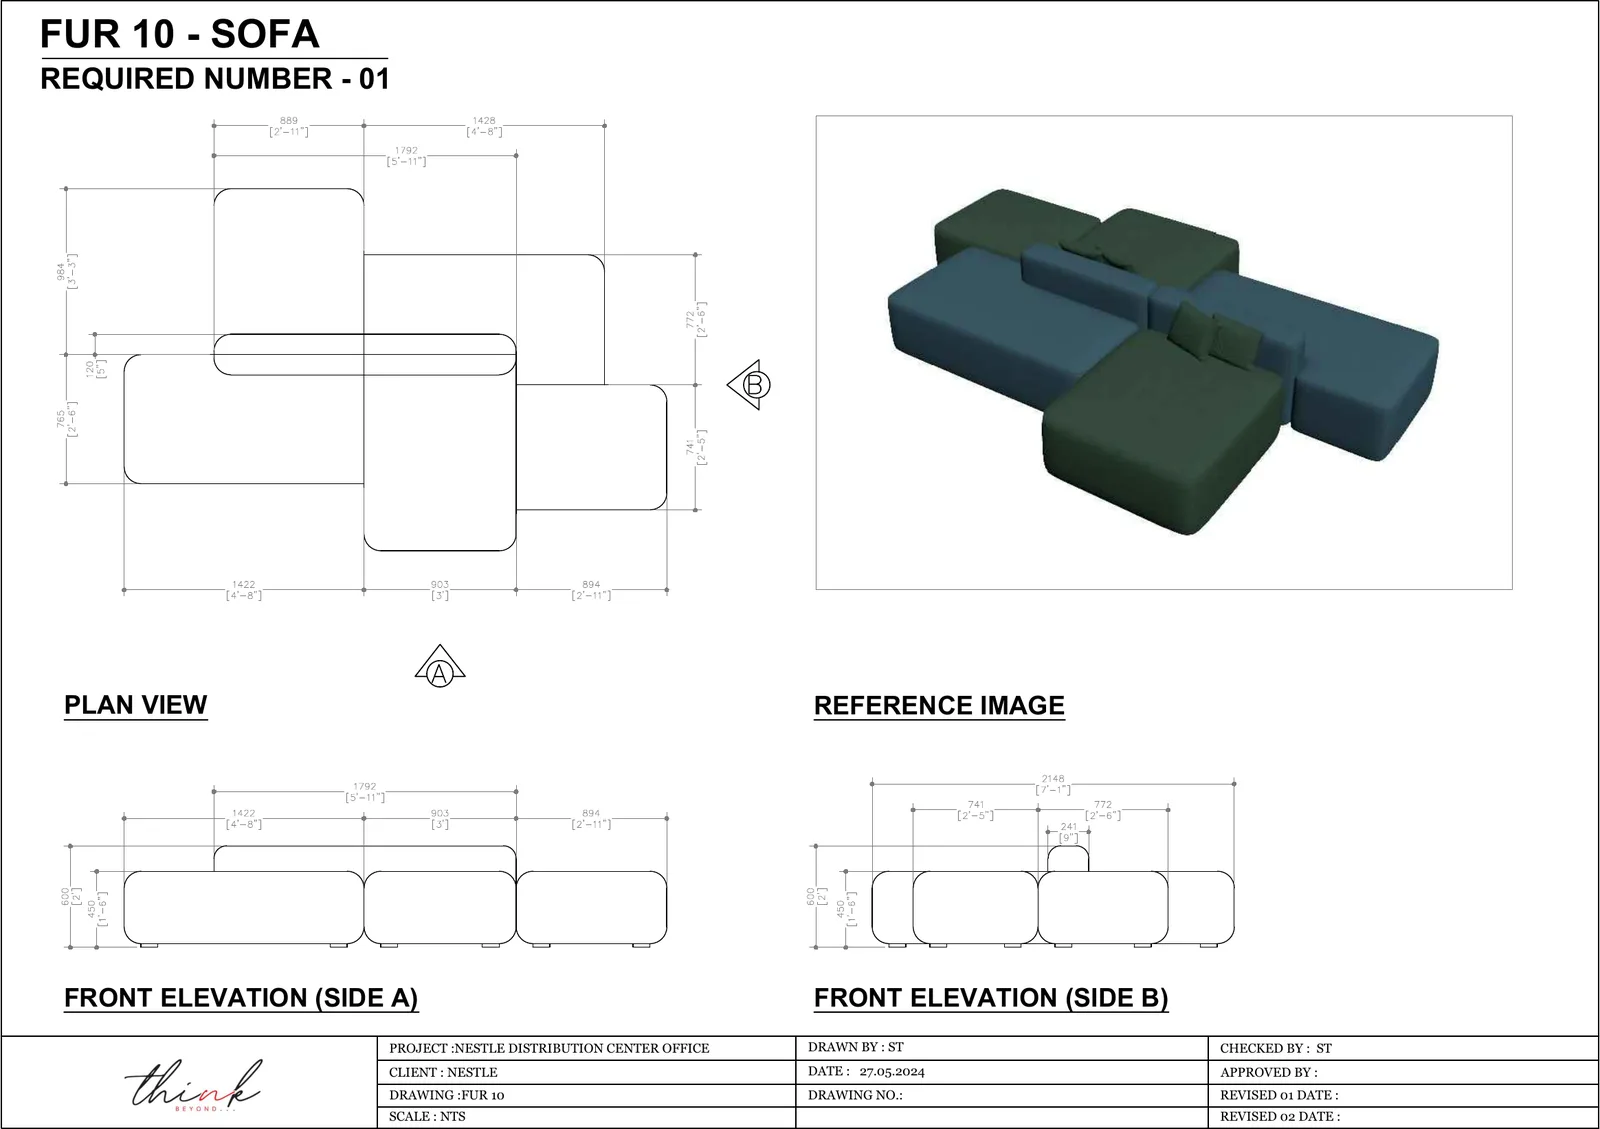 FUR 10 - SOFA
REQUIRED NUMBER - 01
889
[2'-11"]
1428
[4'-8"]
1792
[5'-11"]
984
[3'-3"]
120
[5"]
765
[2'-6"]
772
[2'-6"]
741
[2'-5"]
B
1422
[4'-8"]
903
[3']
894
[2'-11"]
A
PLAN VIEW
REFERENCE IMAGE
1792
[5'-11"]
1422
[4'-8"]
903
[3']
894
[2'-11"]
600
[2']
450
[1'-6"]
2148
[7'-1"]
741
[2'-5"]
772
[2'-6"]
241
[9"]
600
[2']
450
[1'-6"]
FRONT ELEVATION (SIDE A)
FRONT ELEVATION (SIDE B)
think
BEYOND...
PROJECT :NESTLE DISTRIBUTION CENTER OFFICE
CLIENT : NESTLE
DRAWING :FUR 10
SCALE : NTS
DRAWN BY : ST
DATE : 27.05.2024
DRAWING NO.:
CHECKED BY : ST
APPROVED BY :
REVISED 01 DATE :
REVISED 02 DATE :